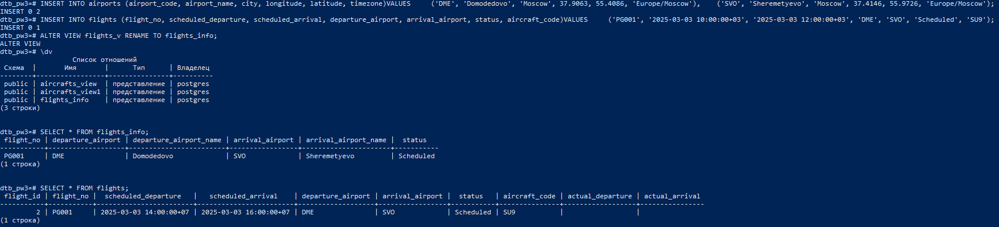 dtb_pw3=# INSERT INTO airports (airport_code, airport_name, city, longitude, latitude, timezone)VALUES     ('DME', 'Domodedovo', 'Moscow', 37.9063, 55.4086, 'Europe/Moscow'),    ('SVO', 'Sheremetyevo', 'Moscow', 37.4146, 55.9726, 'Europe/Moscow');
INSERT 0 2
dtb_pw3=# INSERT INTO flights (flight_no, scheduled_departure, scheduled_arrival, departure_airport, arrival_airport, status, aircraft_code)VALUES     ('PG001', '2025-03-03 10:00:00+03', '2025-03-03 12:00:00+03', 'DME', 'SVO', 'Scheduled', 'SU9');
INSERT 0 1
dtb_pw3=# ALTER VIEW flights_v RENAME TO flights_info;
ALTER VIEW
dtb_pw3=# \dv
                  Список отношений
 Схема  |       Имя       |      Тип      | Владелец
--------+-----------------+---------------+----------
 public | aircrafts_view  | представление | postgres
 public | aircrafts_view1 | представление | postgres
 public | flights_info    | представление | postgres
(3 строки)
dtb_pw3=# SELECT * FROM flights_info;
 flight_no | departure_airport | departure_airport_name | arrival_airport | arrival_airport_name |  status
-----------+-------------------+------------------------+-----------------+----------------------+-----------
 PG001     | DME               | Domodedovo             | SVO             | Sheremetyevo         | Scheduled
(1 строка)
dtb_pw3=# SELECT * FROM flights;
 flight_id | flight_no |  scheduled_departure   |   scheduled_arrival    | departure_airport | arrival_airport |  status   | aircraft_code | actual_departure | actual_arrival
-----------+-----------+------------------------+------------------------+-------------------+-----------------+-----------+---------------+------------------+----------------
         2 | PG001     | 2025-03-03 14:00:00+07 | 2025-03-03 16:00:00+07 | DME               | SVO             | Scheduled | SU9           |                  |
(1 строка)